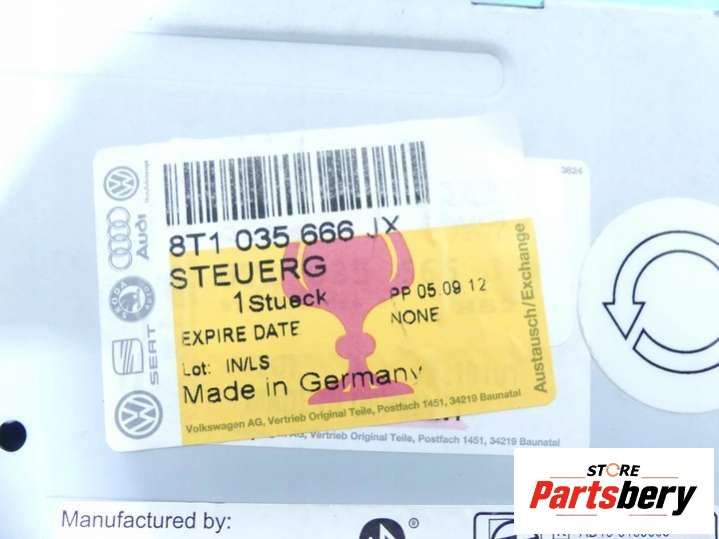 8T1 035 666 JX
STEUERG
1Stueck PP 05.09 12
EXPIRE DATE NONE
Lot: IN/LS
Made in Germany
Volkswagen AG, Vertrieb Original Teile, Postfach 1451, 34219 Baunatal
AG, Vertrieb Original Teile, Postfach 1451, 34219 Baunatal
Austausch/Exchange
Audi
SKODA
SEAT
3824
Manufactured by:
STORE
Partsbery